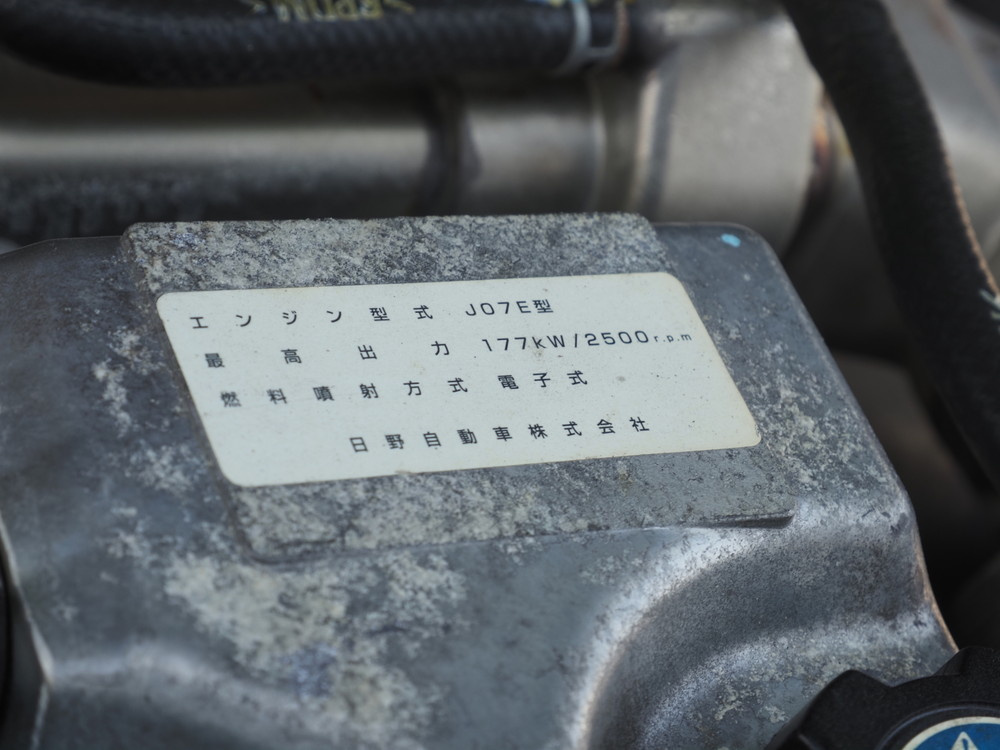 エンジン型式 J07E型
最高出力 177kW/2500r.p.m
燃料噴射方式 電子式
日野自動車株式会社